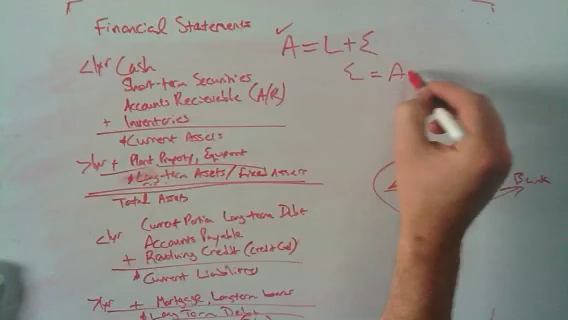 Financial Statements
A = L + E
E = A
<1yr Cash
Short-term Securities
Accounts Recievable (A/R)
+ Inventories
* Current Assets
>1yr + Plant Property, Equipment
* Long-term Assets/Fixed Assets
Total Assets
Current Portion Long-term Debt
<1yr Accounts Payable
+ Revolving Credit (Credit Cd)
* Current Liabilities
>1yr + Mortgage, Longterm loans
* Long Term Debt
Bank